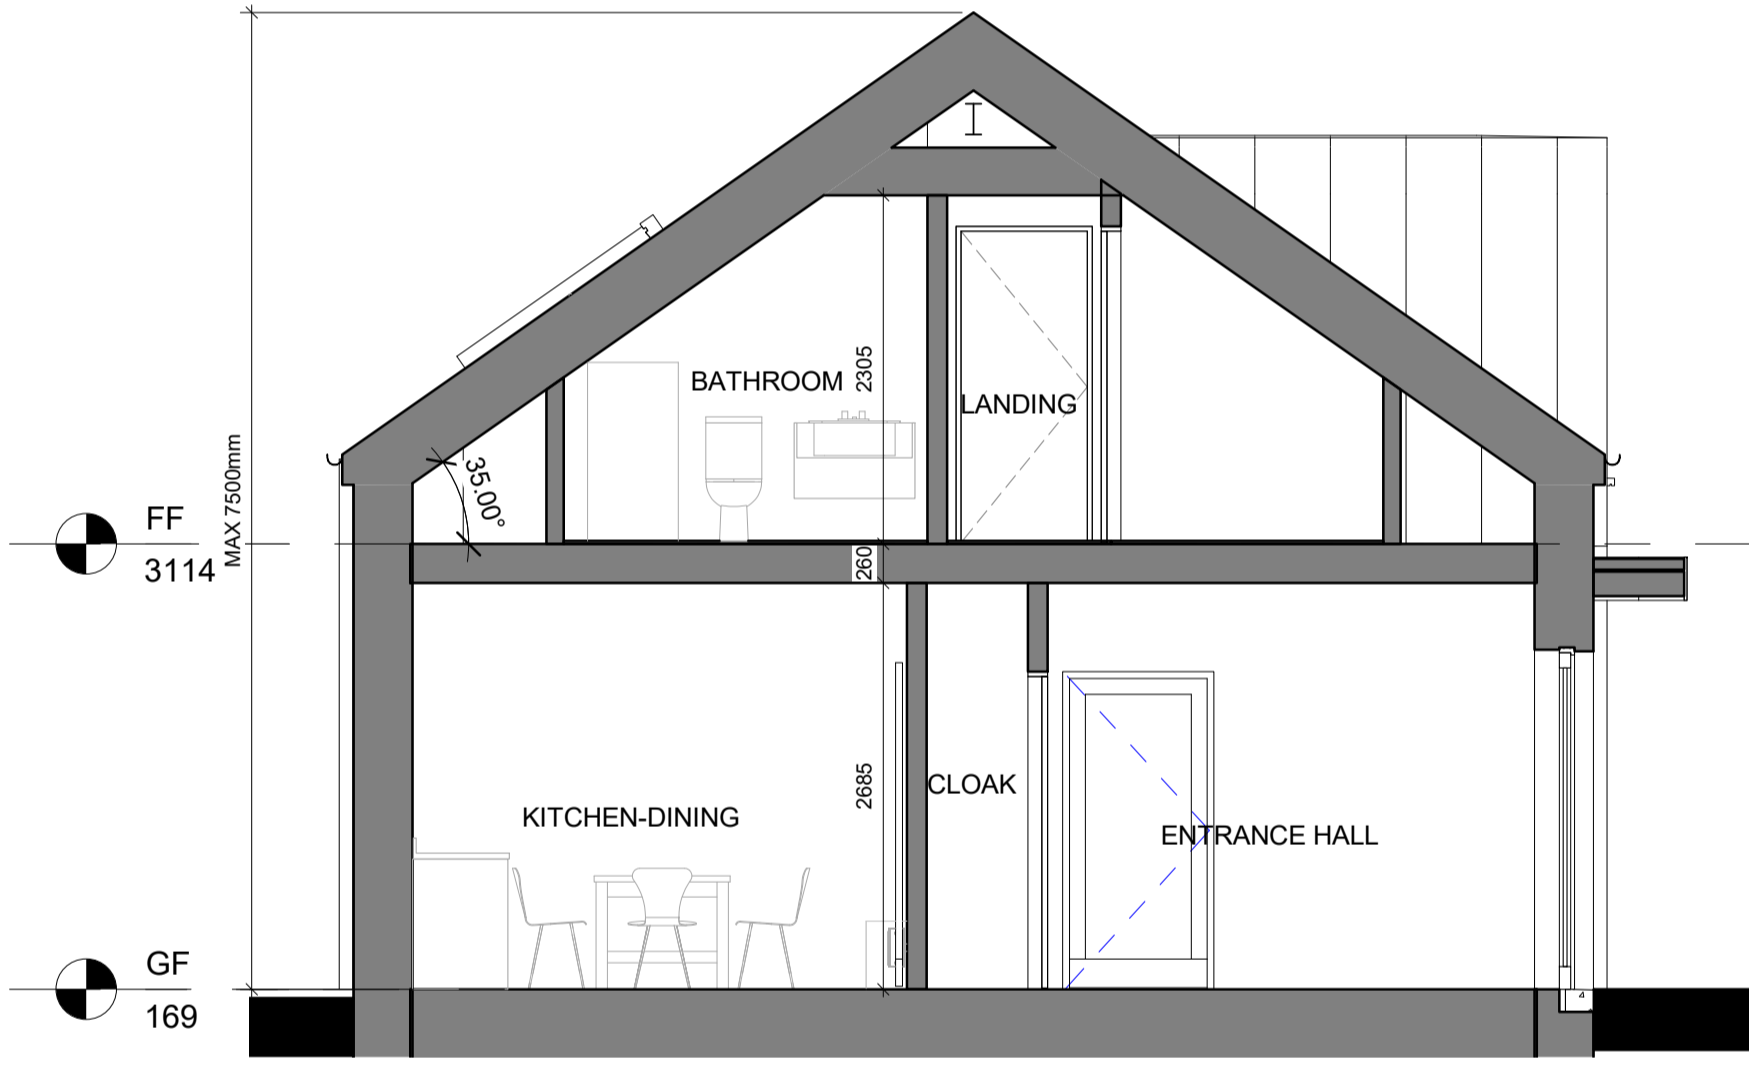 BATHROOM
2305
LANDING
MAX 7500mm
35.00°
FF
3114
260
2685
CLOAK
KITCHEN-DINING
ENTRANCE HALL
GF
169